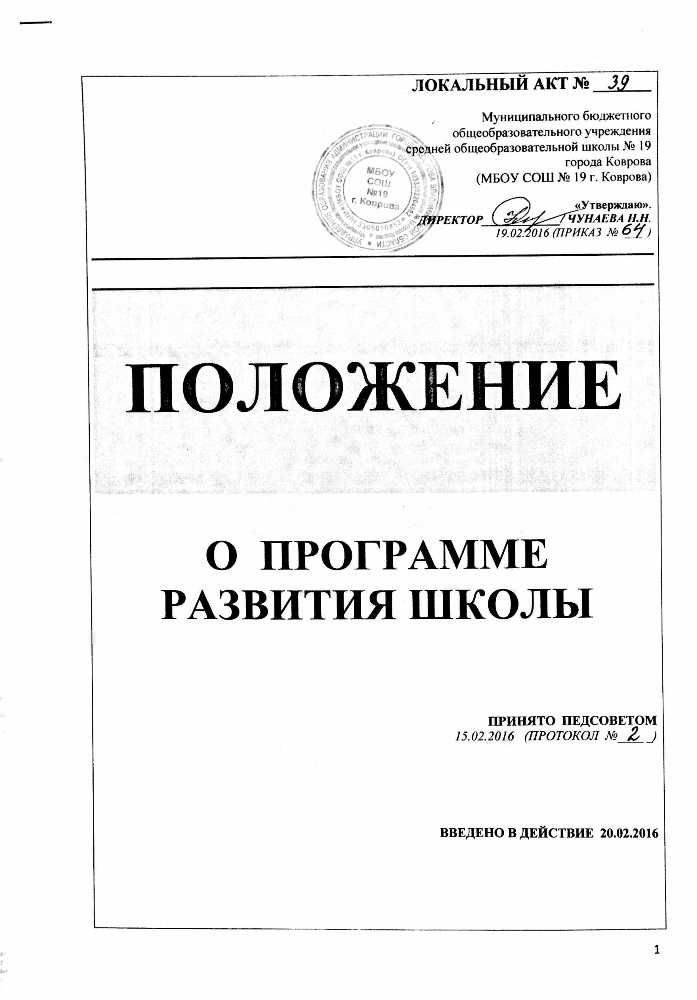 ЛОКАЛЬНЫЙ АКТ № 39
Муниципального бюджетного
общеобразовательного учреждения
средней общеобразовательной школы № 19
города Коврова
(МБОУ СОШ № 19 г. Коврова)
МБОУ
СОШ
№19
г. Коврова
«Утверждаю».
ДИРЕКТОР ЧУНАЕВА Н.Н.
19.02.2016 (ПРИКАЗ № 64)
ПОЛОЖЕНИЕ
О ПРОГРАММЕ
РАЗВИТИЯ ШКОЛЫ
ПРИНЯТО ПЕДСОВЕТОМ
15.02.2016 (ПРОТОКОЛ № 2 )
ВВЕДЕНО В ДЕЙСТВИЕ 20.02.2016
1